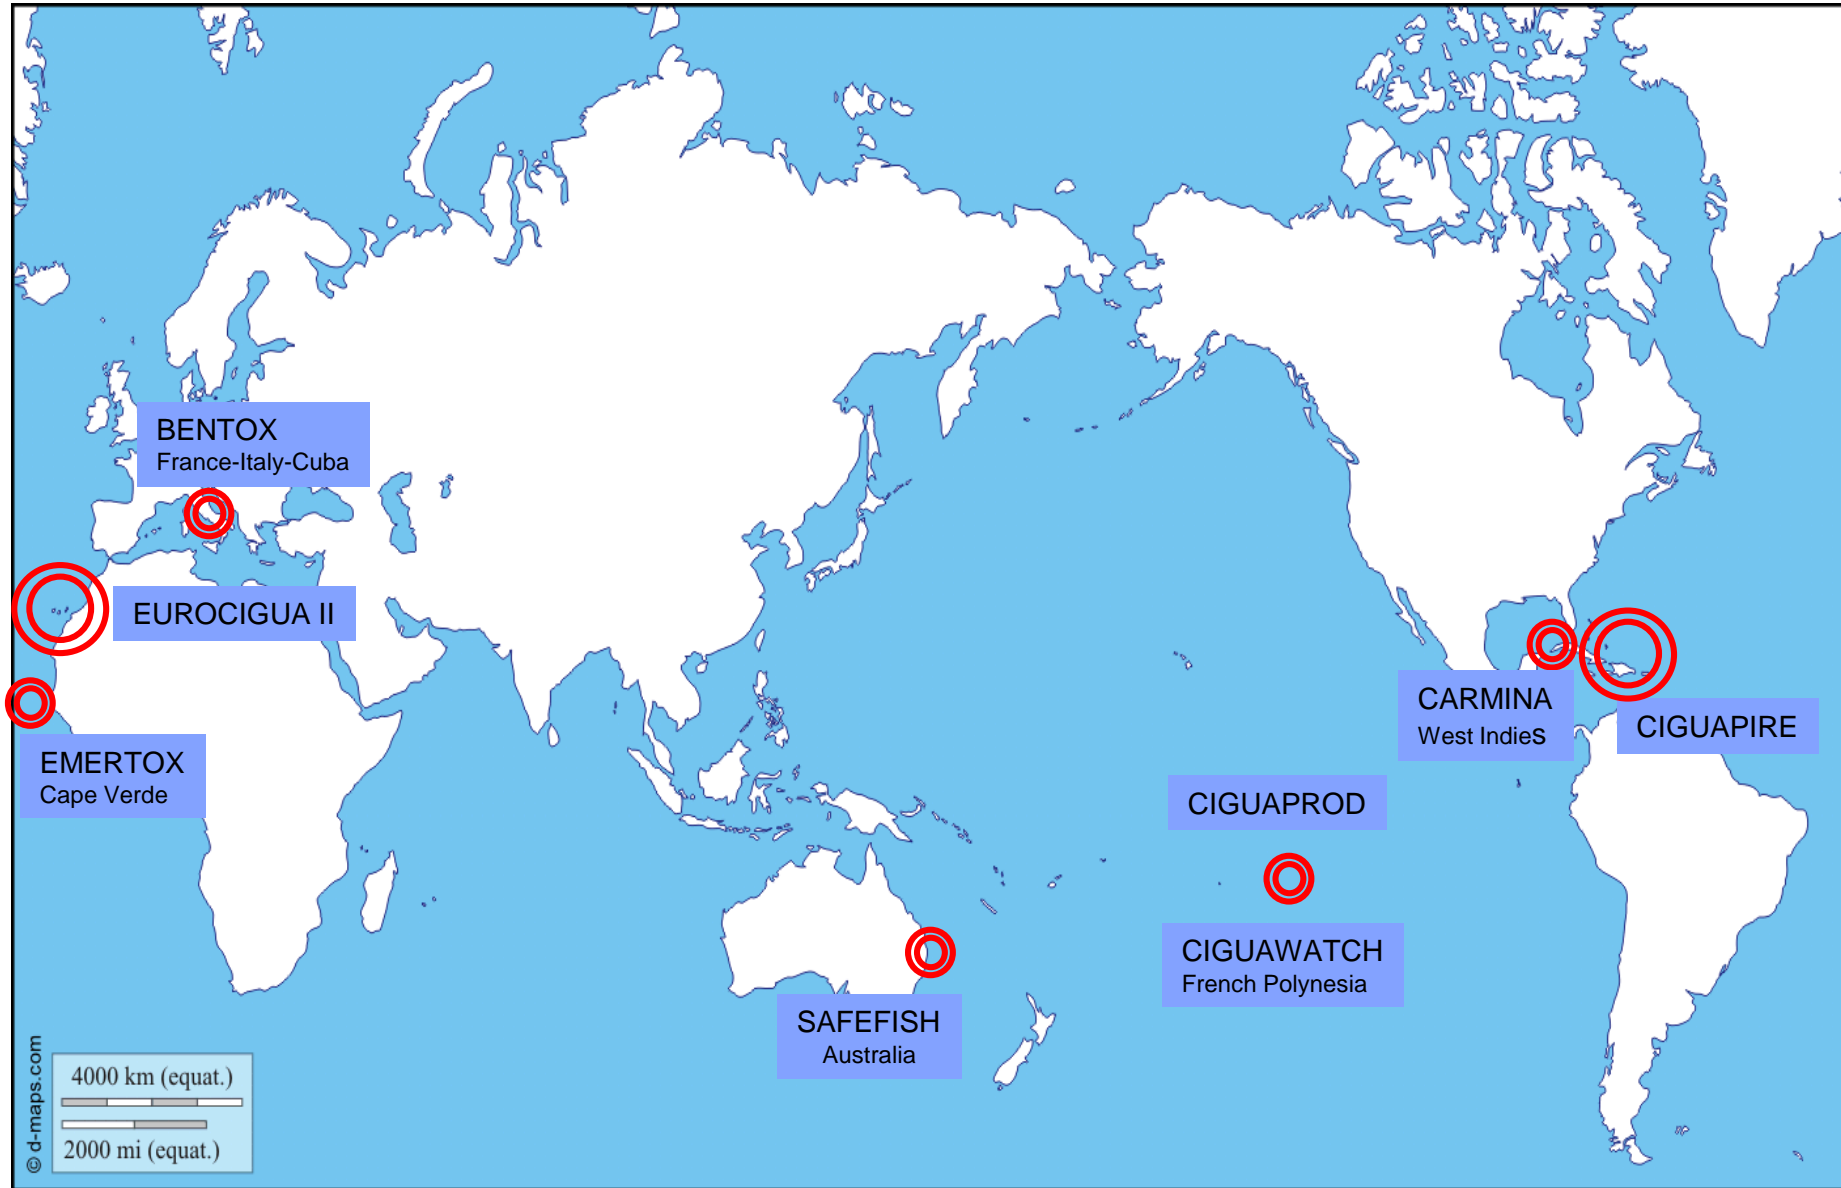 BENTOX
France-Italy-Cuba
EUROCIGUA II
EMERTOX
Cape Verde
CARMINA
West Indies
CIGUAPIRE
CIGUAPROD
CIGUAWATCH
French Polynesia
SAFEFISH
Australia
© d-maps.com
4000 km (equat.)
2000 mi (equat.)